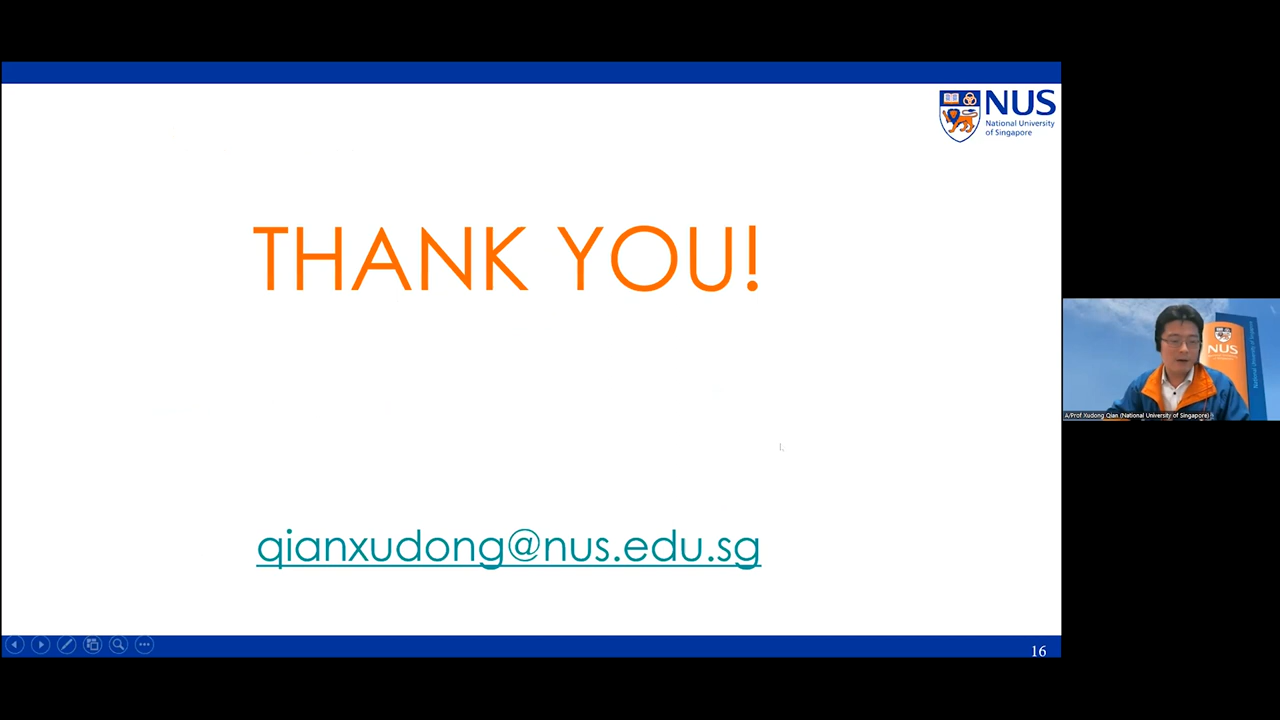 NUS
National University
of Singapore
THANK YOU!
qianxudong@nus.edu.sg
16
NUS
A/Prof Xudong Qian (National University of Singapore)